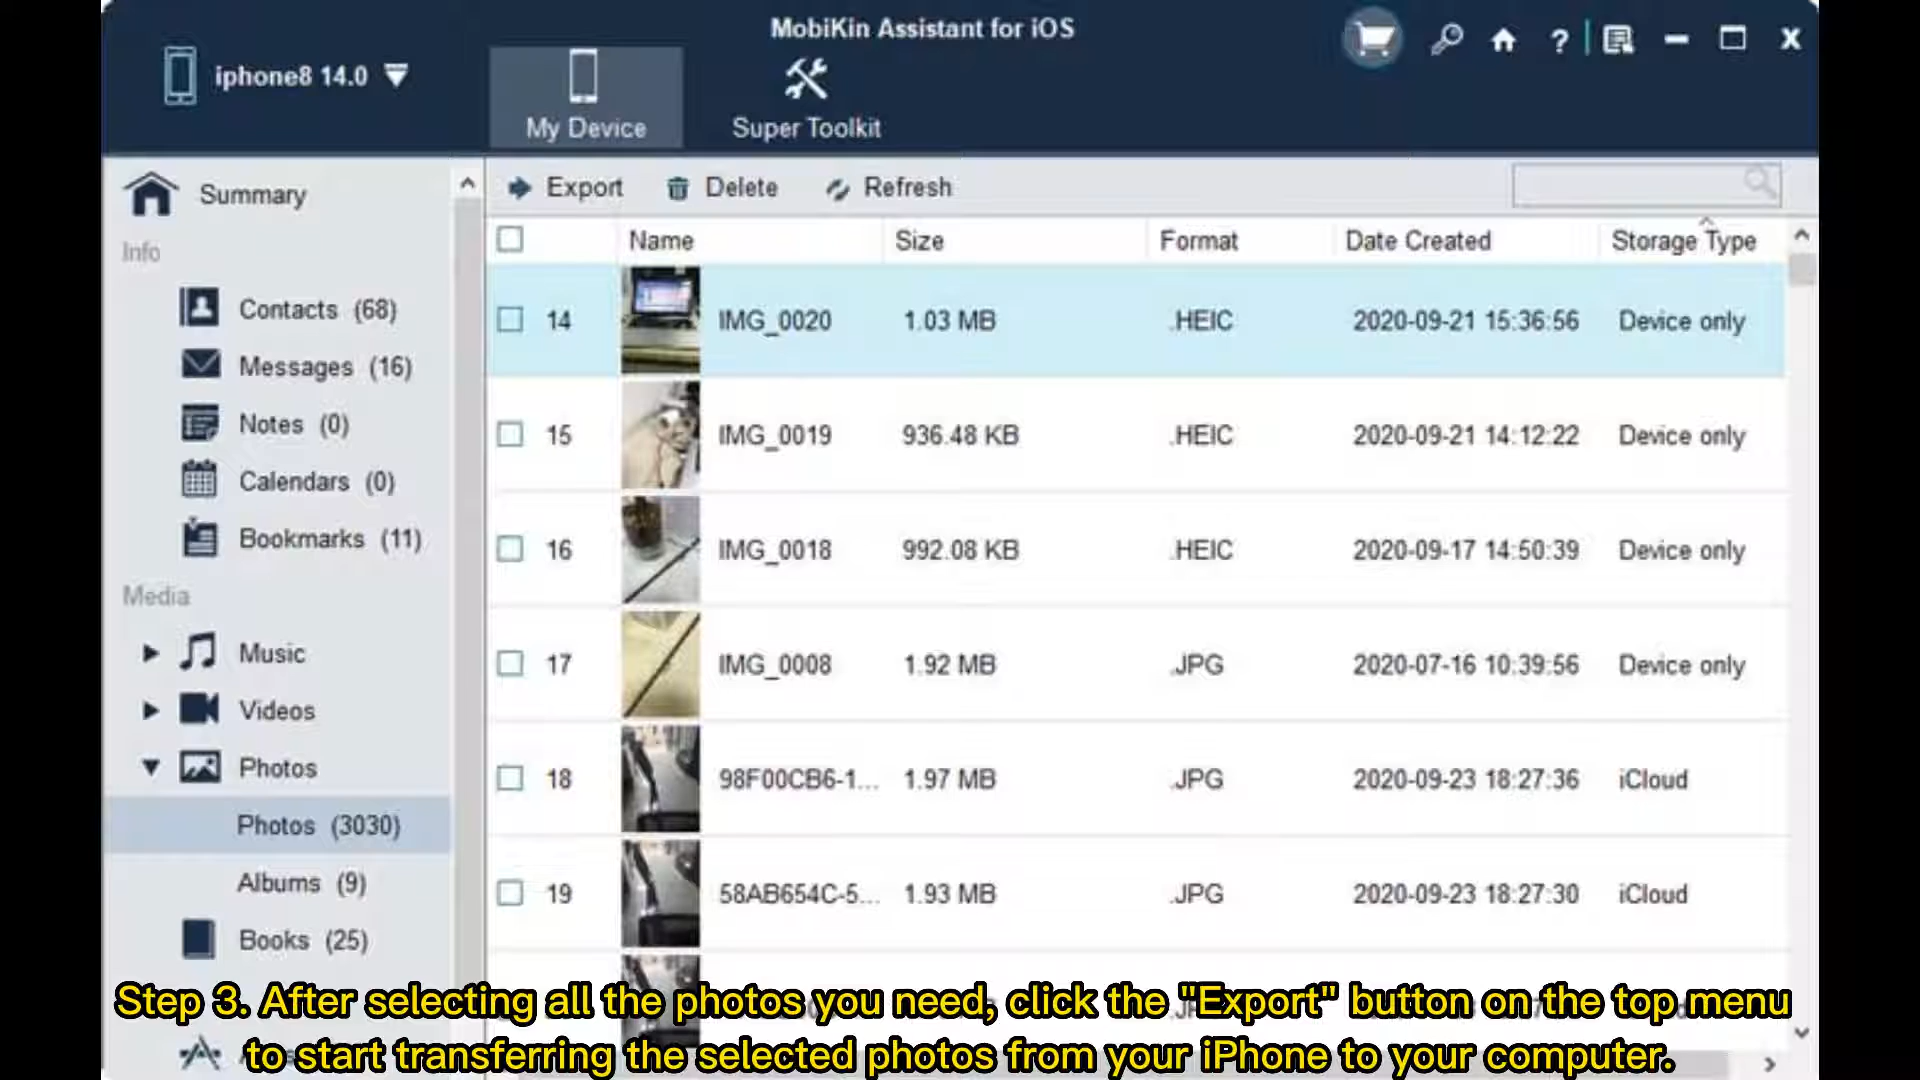 MobiKin Assistant for iOS
iphone8 14.0
My Device
Super Toolkit
?
X
Summary
Export
Delete
Refresh
Info
Name
Size
Format
Date Created
Storage Type
Contacts (68)
14 IMG_0020 1.03 MB .HEIC 2020-09-21 15:36:56 Device only
Messages (16)
Notes (0)
15 IMG_0019 936.48 KB .HEIC 2020-09-21 14:12:22 Device only
Calendars (0)
Bookmarks (11)
16 IMG_0018 992.08 KB .HEIC 2020-09-17 14:50:39 Device only
Media
Music
17 IMG_0008 1.92 MB .JPG 2020-07-16 10:39:56 Device only
Videos
Photos
18 98F00CB6-1... 1.97 MB .JPG 2020-09-23 18:27:36 iCloud
Photos (3030)
Albums (9)
19 58AB654C-5... 1.93 MB .JPG 2020-09-23 18:27:30 iCloud
Books (25)
Step 3. After selecting all the photos you need, click the "Export" button on the top menu
to start transferring the selected photos from your iPhone to your computer.